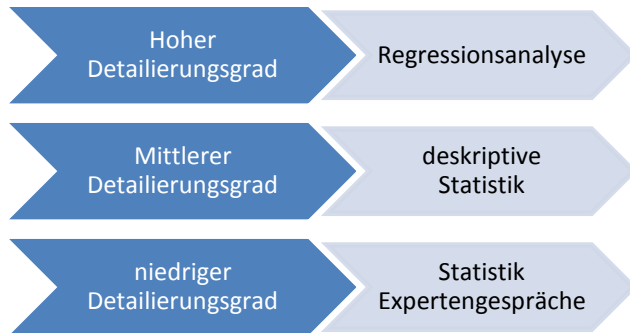 Hoher
Detailierungsgrad
Regressionsanalyse
Mittlerer
Detailierungsgrad
deskriptive
Statistik
niedriger
Detailierungsgrad
Statistik
Expertengespräche